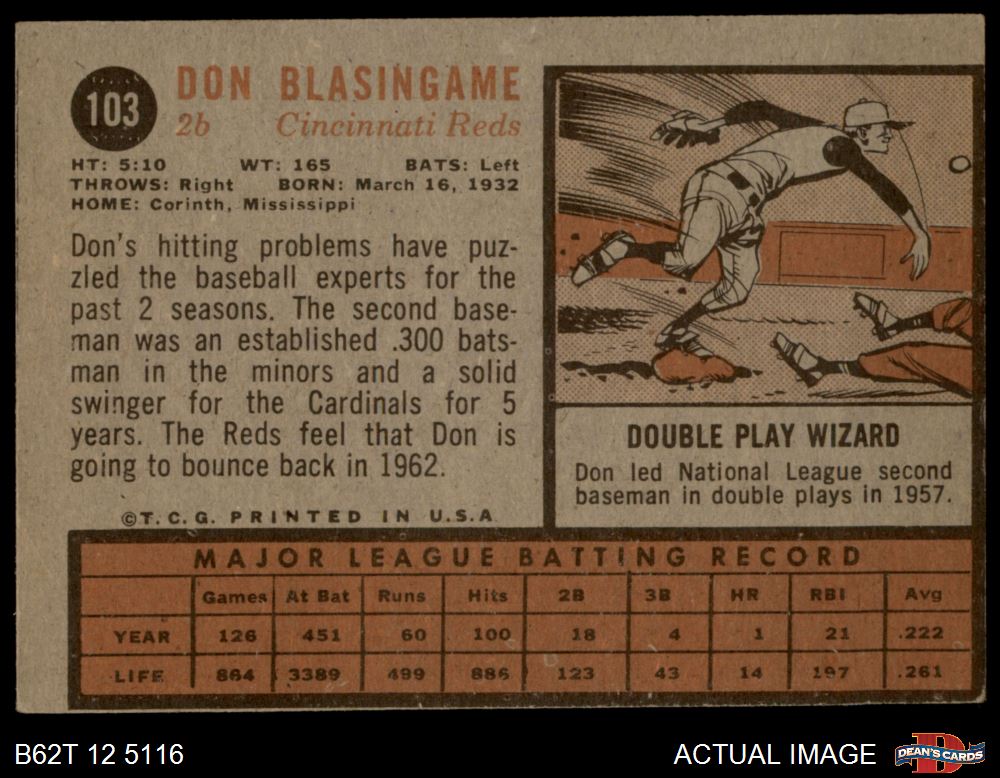 103
DON BLASINGAME
2b Cincinnati Reds
HT: 5:10 WT: 165 BATS: Left
THROWS: Right BORN: March 16, 1932
HOME: Corinth, Mississippi
Don's hitting problems have puz-
zled the baseball experts for the
past 2 seasons. The second base-
man was an established .300 bats-
man in the minors and a solid
swinger for the Cardinals for 5
years. The Reds feel that Don is
going to bounce back in 1962.
©T.C.G. PRINTED IN U.S.A
DOUBLE PLAY WIZARD
Don led National League second
baseman in double plays in 1957.
MAJOR LEAGUE BATTING RECORD
Games At Bat Runs Hits 2B 3B HR RBI Avg
YEAR 126 451 60 100 18 4 1 21 .222
LIFE 864 3389 499 886 123 43 14 197 .261
B62T 12 5116
ACTUAL IMAGE
DEAN'S CARDS